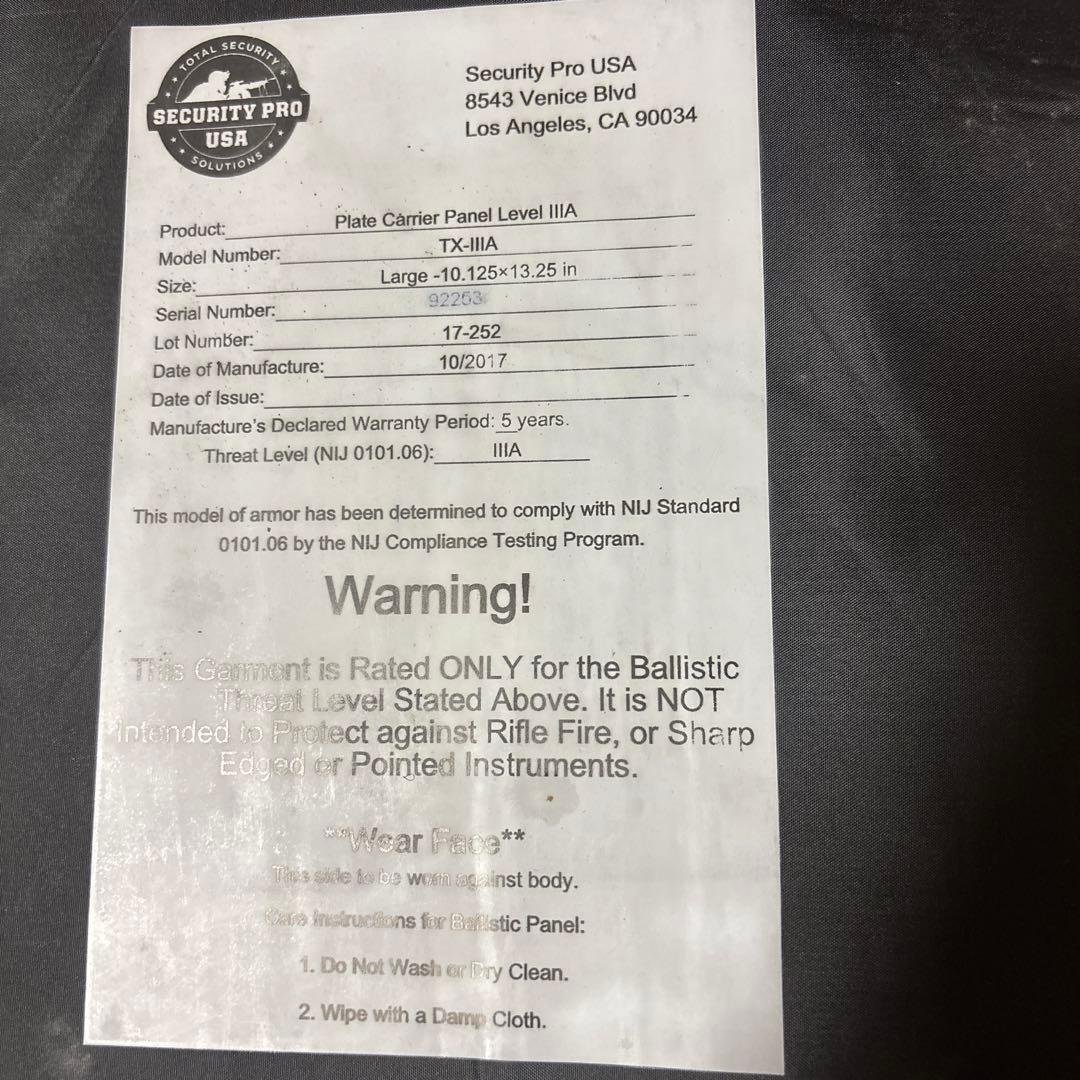 TOTAL SECURITY
SECURITY PRO
USA
SOLUTIONS
Security Pro USA
8543 Venice Blvd
Los Angeles, CA 90034
Product: Plate Carrier Panel Level IIIA
Model Number: TX-IIIA
Size: Large -10.125×13.25 in
Serial Number: 92253
Lot Number: 17-252
Date of Manufacture: 10/2017
Date of Issue:
Manufacture's Declared Warranty Period: 5 years.
Threat Level (NIJ 0101.06): IIIA
This model of armor has been determined to comply with NIJ Standard
0101.06 by the NIJ Compliance Testing Program.
Warning!
This Garment is Rated ONLY for the Ballistic
Threat Level Stated Above. It is NOT
Intended to Protect against Rifle Fire, or Sharp
Edged or Pointed Instruments.
**Wear Face**
This side to be worn against body.
Care Instructions for Ballistic Panel:
1. Do Not Wash or Dry Clean.
2. Wipe with a Damp Cloth.